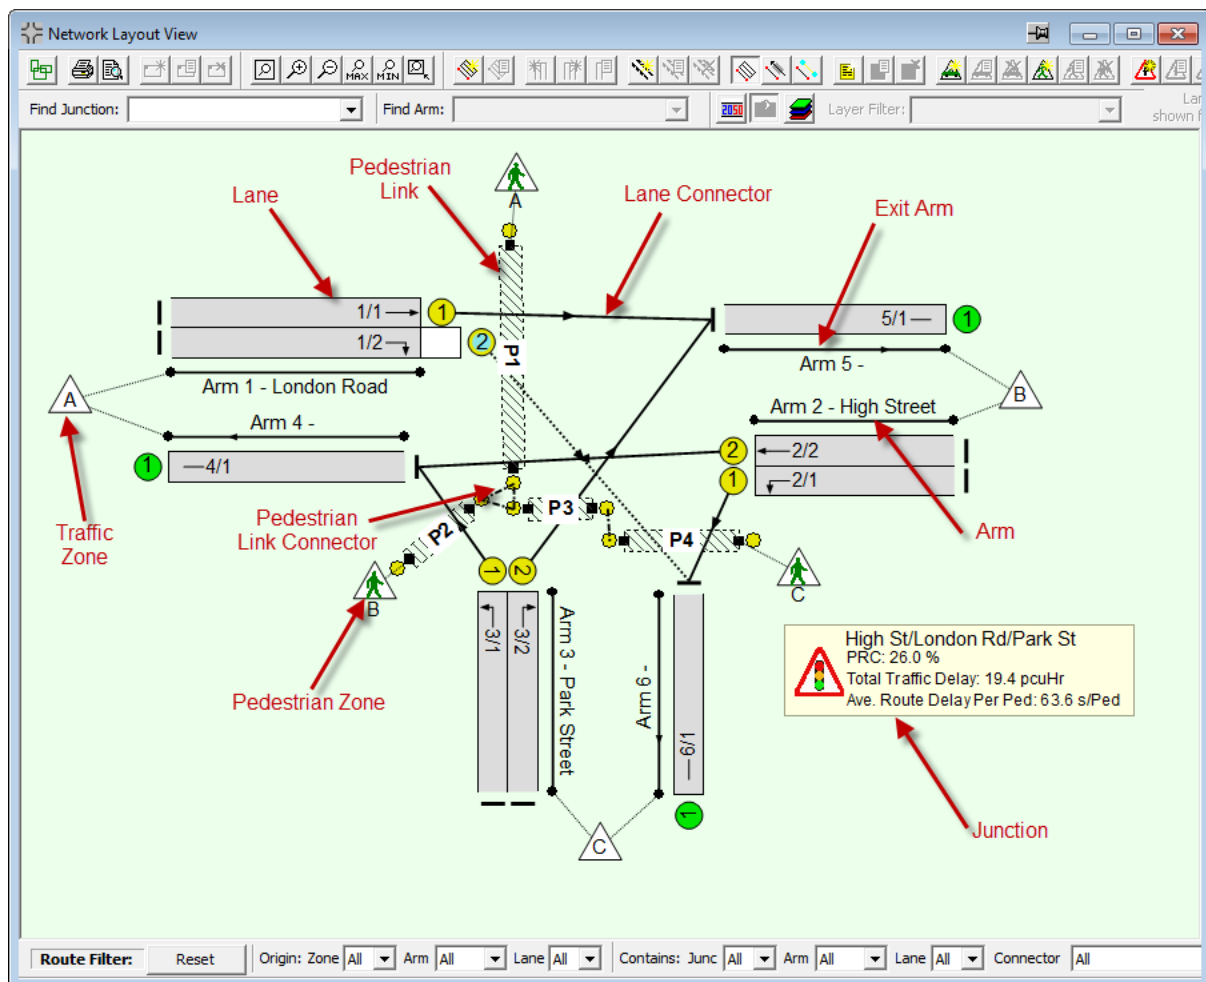 Network Layout View
MAX
MIN
2050
Find Junction:
Find Arm:
Layer Filter:
Lan
shown f
Lane
Pedestrian
Link
A
Lane Connector
Exit Arm
1/1
1
1/2
2
P1
5/1
1
Arm 1 - London Road
Arm 5 -
A
B
Arm 4 -
Arm 2 - High Street
1
4/1
2
2/2
1
2/1
Traffic
Zone
Pedestrian
Link Connector
P2
P3
P4
Arm
B
C
1
2
3/1
3/2
Arm 3 - Park Street
Arm 6 -
6/1
Pedestrian Zone
High St/London Rd/Park St
PRC: 26.0 %
Total Traffic Delay: 19.4 pcuHr
Ave. Route Delay Per Ped: 63.6 s/Ped
1
C
Junction
Route Filter:
Reset
Origin: Zone All Arm All Lane All Contains: Junc All Arm All Lane All Connector All